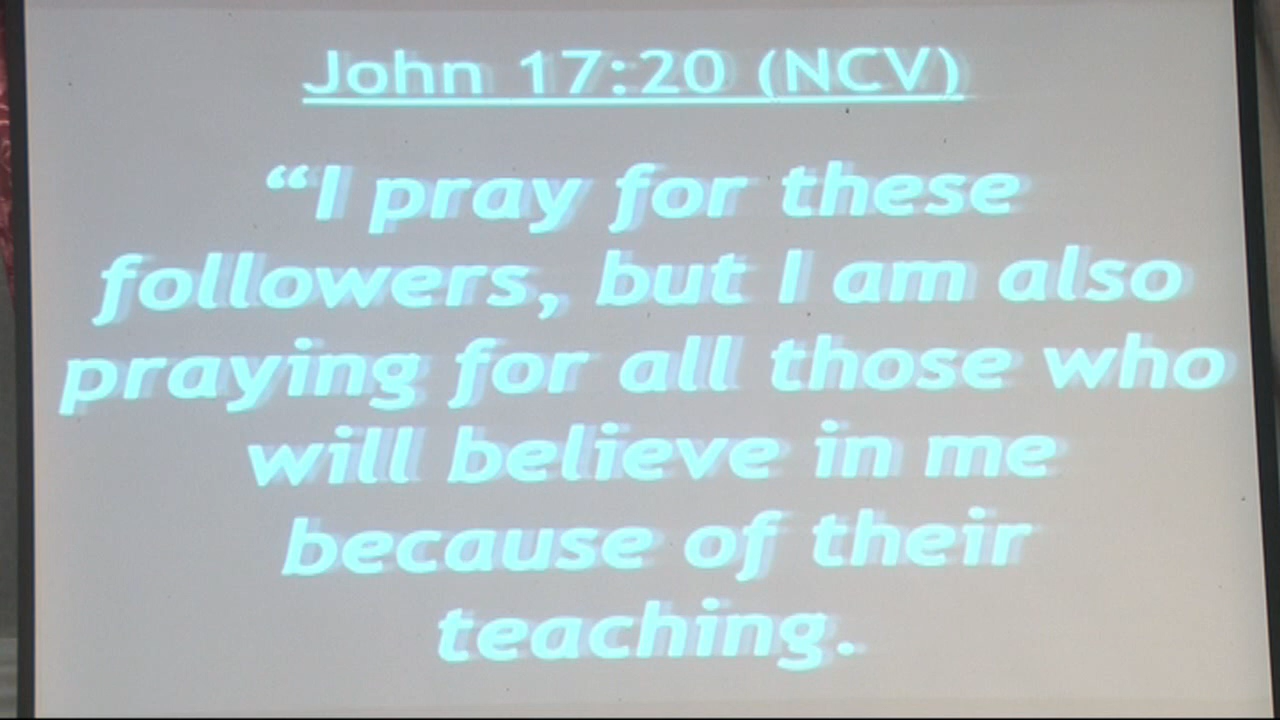 John 17:20 (NCV)
“I pray for these
followers, but I am also
praying for all those who
will believe in me
because of their
teaching.